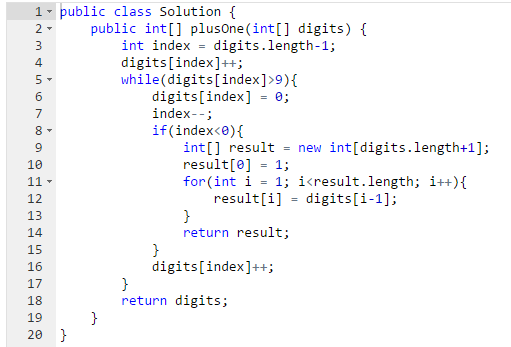 1 public class Solution {
2     public int[] plusOne(int[] digits) {
3         int index = digits.length-1;
4         digits[index]++;
5         while(digits[index]>9){
6             digits[index] = 0;
7             index--;
8             if(index<0){
9                 int[] result = new int[digits.length+1];
10                 result[0] = 1;
11                 for(int i = 1; i<result.length; i++){
12                     result[i] = digits[i-1];
13                 }
14                 return result;
15             }
16             digits[index]++;
17         }
18         return digits;
19     }
20 }